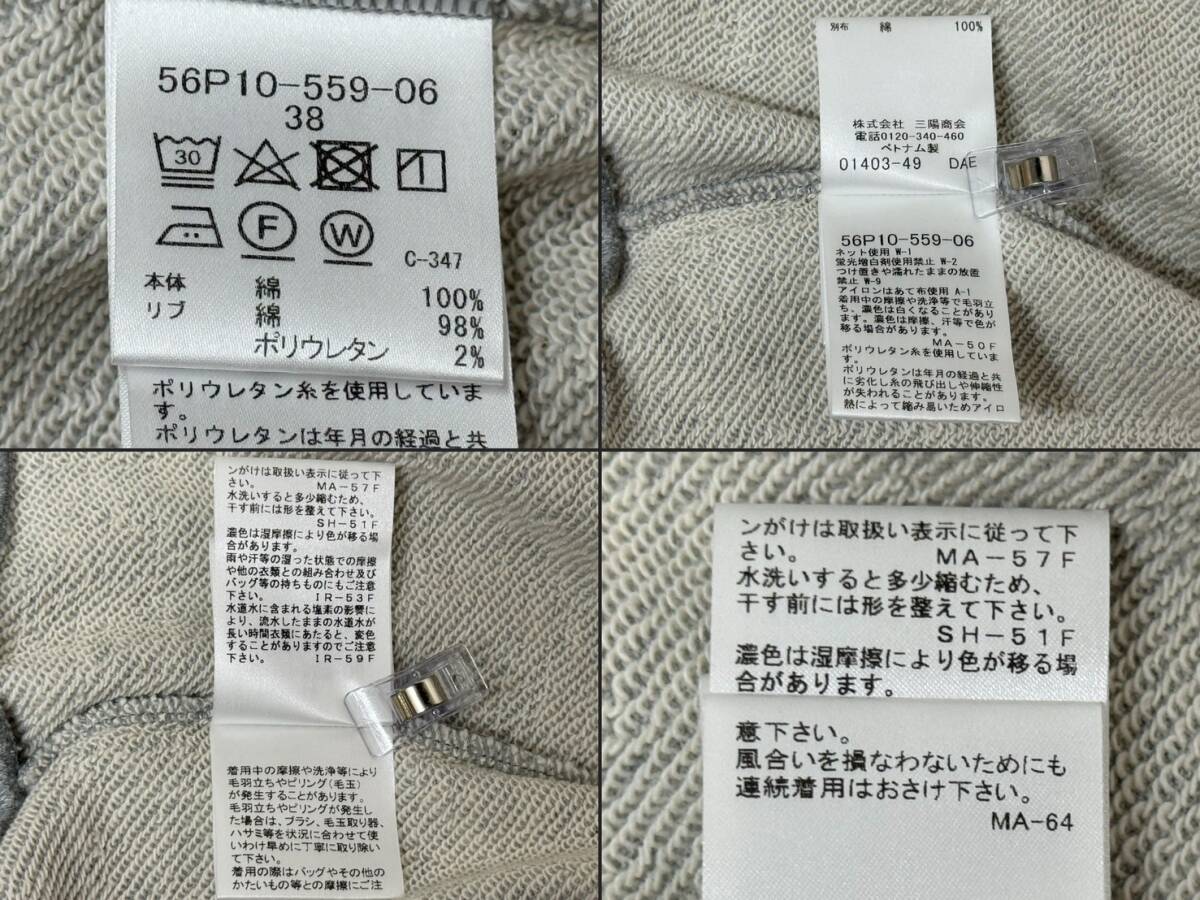 56P10-559-06
38
30
F
W
C-347
本体 綿 100%
リブ 綿 98%
ポリウレタン 2%
ポリウレタン糸を使用していま
す。
ポリウレタンは年月の経過と共
別布 綿 100%
株式会社 三陽商会
電話0120-340-460
ベトナム製
01403-49 DAE
56P10-559-06
ネット使用 W-1
蛍光増白剤使用禁止 W-2
つけ置きや濡れたままの放置
禁止 W-9
アイロンはあて布使用 A-1
着用中の摩擦や洗浄等で毛羽立
ち、濃色は白くなることがあり
ます。濃色は摩擦、汗等で色が
移る場合があります。
MA-50F
ポリウレタン糸を使用していま
す。
ポリウレタンは年月の経過と共
に劣化し糸の飛び出しや伸縮性
が失われることがあります。
熱によって縮み易いためアイロ
ンがけは取扱い表示に従って下
さい。 MA-57F
水洗いすると多少縮むため、
干す前には形を整えて下さい。
SH-51F
濃色は湿摩擦により色が移る場
合があります。
雨や汗等の湿った状態での摩擦
や他の衣類との組み合わせ及び
バッグ等の持ちものにもご注意
下さい。 IR-53F
水道水に含まれる塩素の影響に
より、流水したままの水道水が
長い時間衣類にあたると、変色
することがありますのでご注意
下さい。 IR-59F
着用中の摩擦や洗浄等により
毛羽立ちやピリング(毛玉)
が発生することがあります。
毛羽立ちやピリングが発生し
た場合は、ブラシ、毛玉取り器、
ハサミ等を状況に合わせて使
いわけ早めに丁寧に取り除い
て下さい。
着用の際はバッグやその他の
かたいもの等との摩擦にご注
ンがけは取扱い表示に従って下
さい。 MA-57F
水洗いすると多少縮むため、
干す前には形を整えて下さい。
SH-51F
濃色は湿摩擦により色が移る場
合があります。
意下さい。
風合いを損なわないためにも
連続着用はおさけ下さい。
MA-64